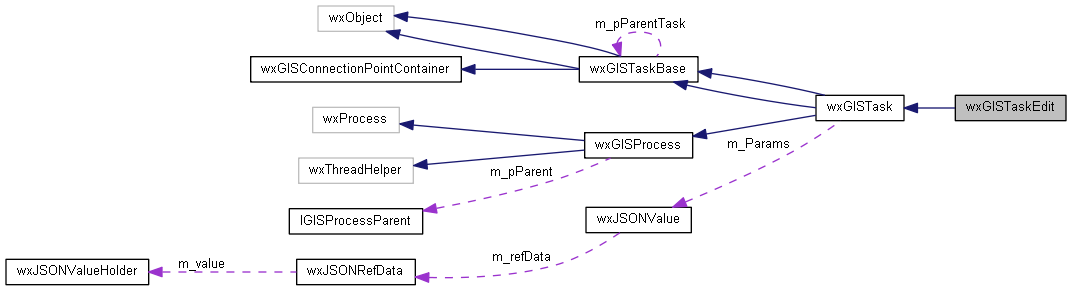 wxObject
m_pParentTask
wxGISConnectionPointContainer
wxGISTaskBase
wxGISTask
wxGISTaskEdit
wxProcess
wxGISProcess
m_Params
wxThreadHelper
m_pParent
IGISProcessParent
wxJSONValue
m_refData
wxJSONValueHolder
m_value
wxJSONRefData